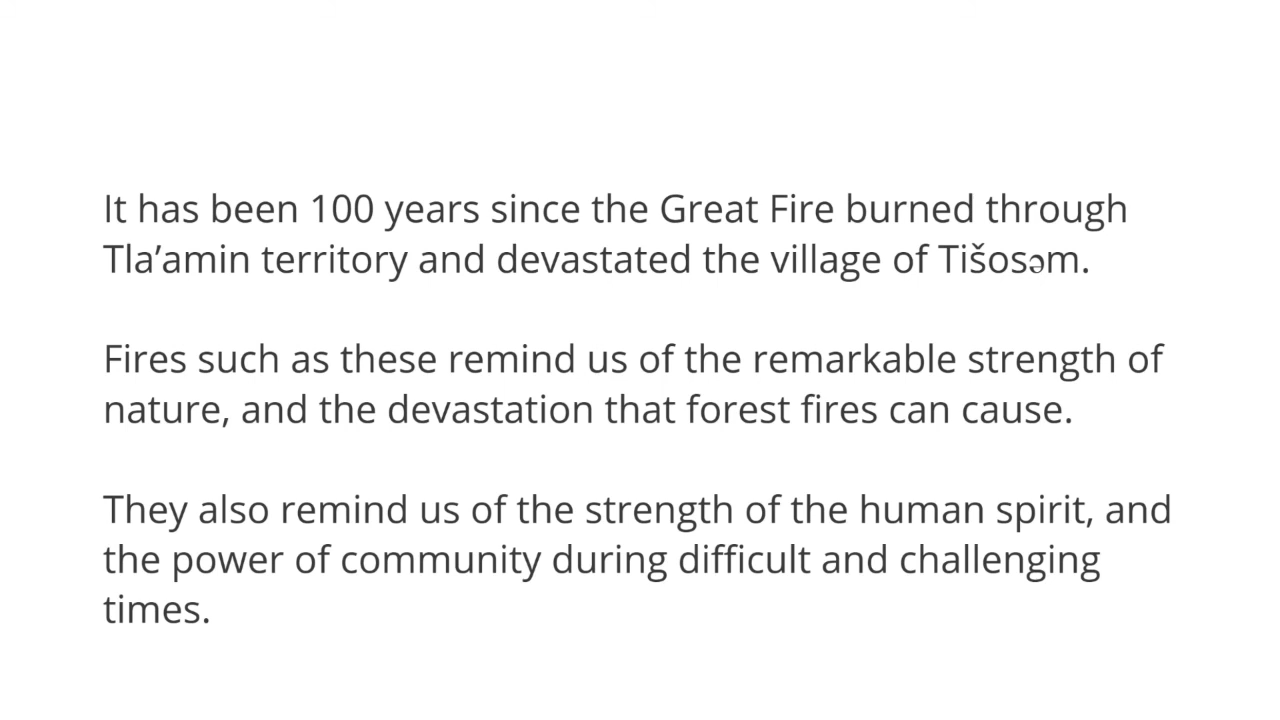 It has been 100 years since the Great Fire burned through
Tla’amin territory and devastated the village of Tišosəm.
Fires such as these remind us of the remarkable strength of
nature, and the devastation that forest fires can cause.
They also remind us of the strength of the human spirit, and
the power of community during difficult and challenging
times.